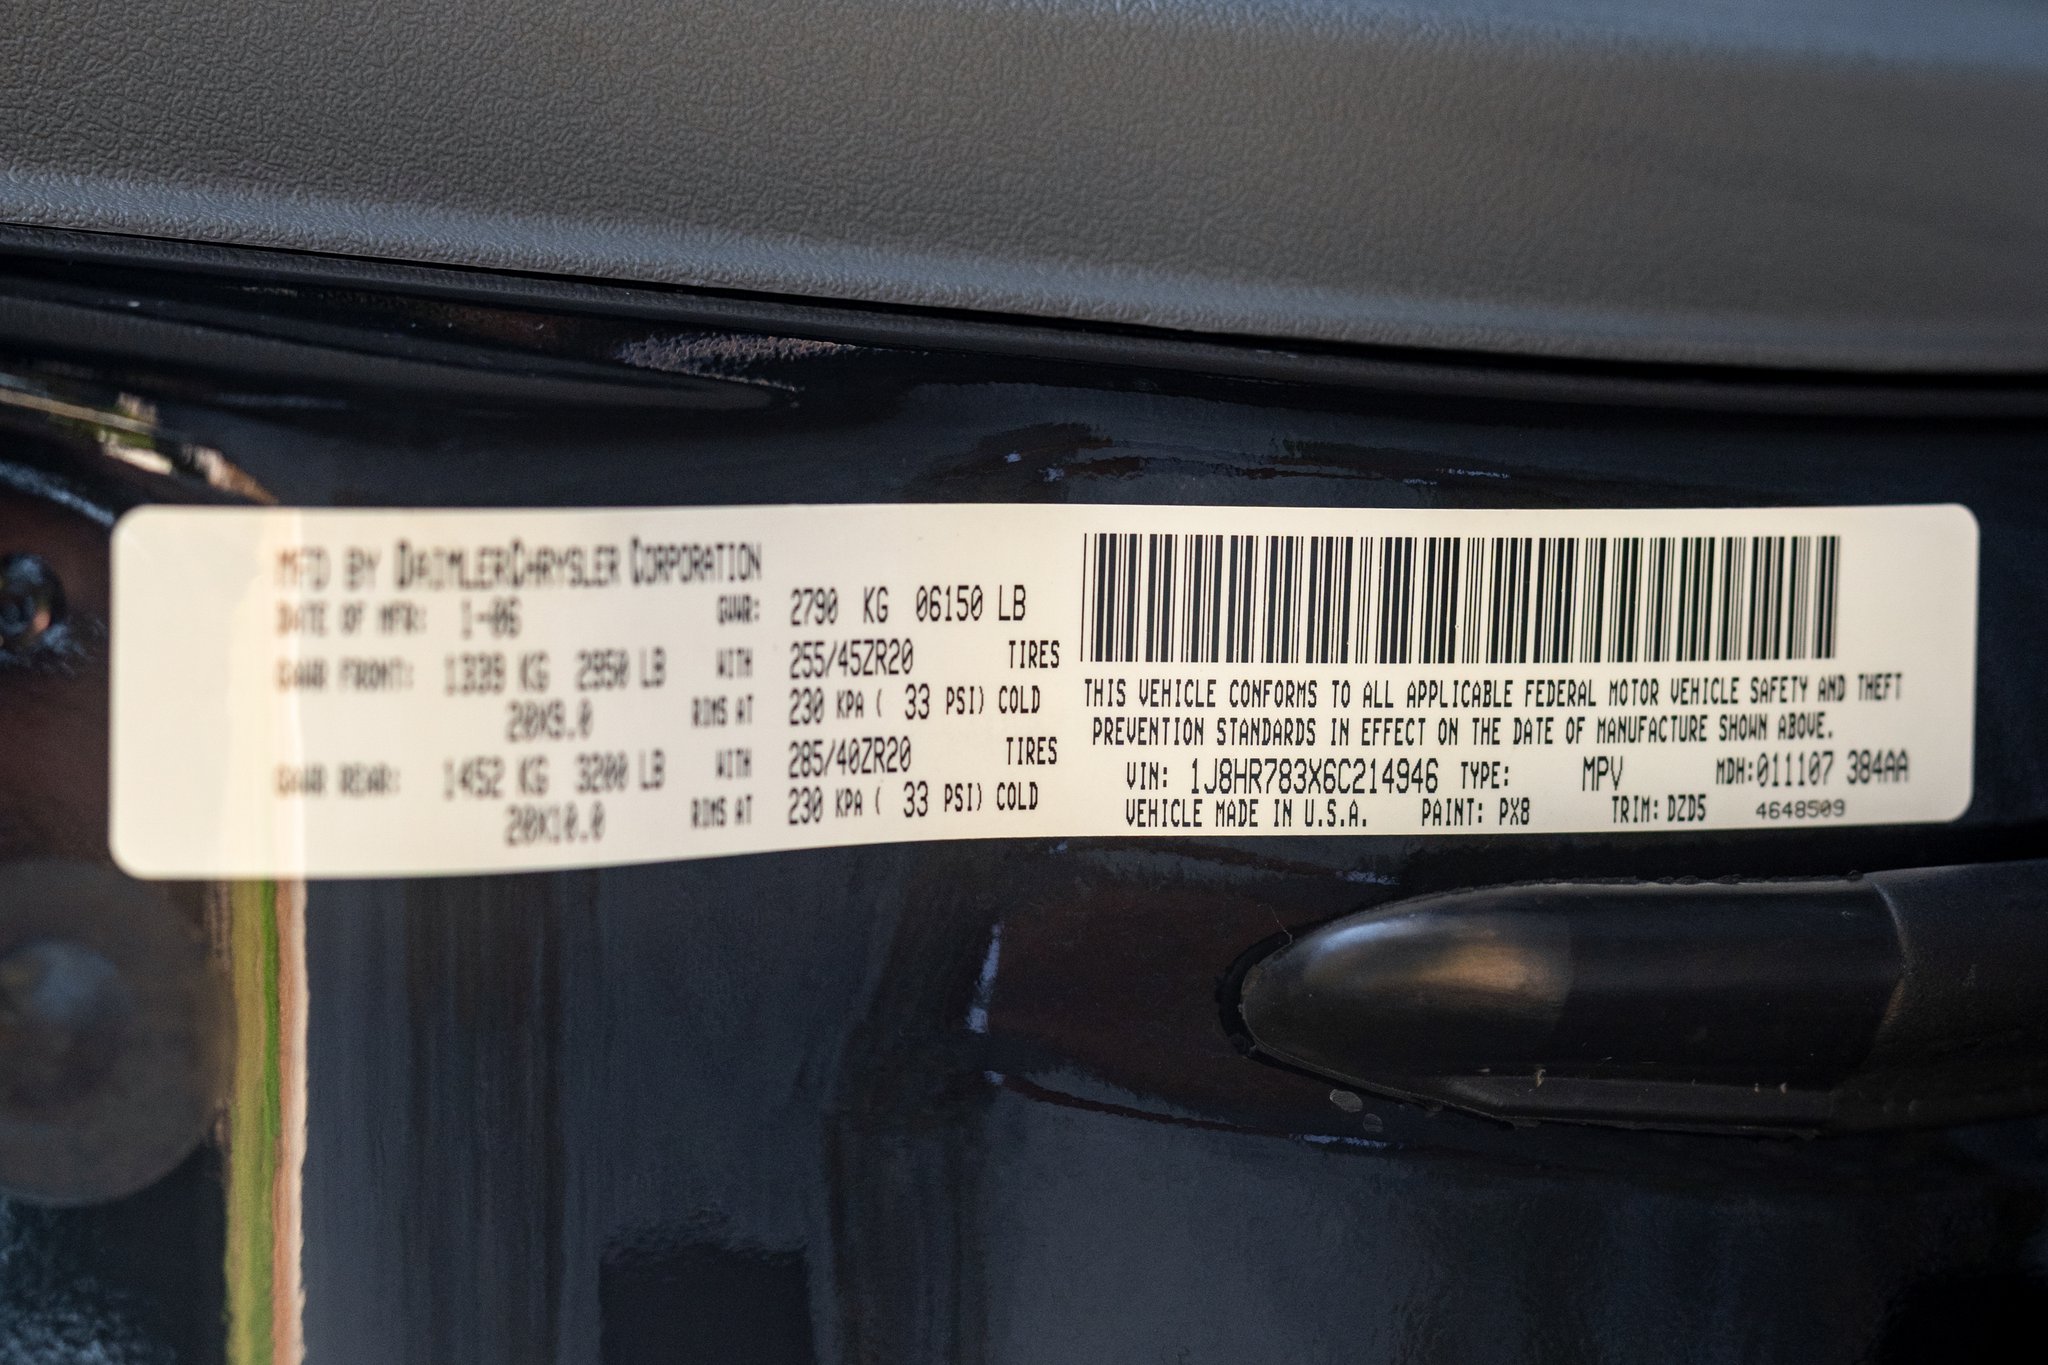 MFD BY DAIMLERCHRYSLER CORPORATION
DATE OF MFR: 1-06 GVWR: 2790 KG 06150 LB
GAWR FRONT: 1339 KG 2950 LB WITH 255/45ZR20 TIRES
20X9.0 RIMS AT 230 KPA ( 33 PSI) COLD
GAWR REAR: 1452 KG 3200 LB WITH 285/40ZR20 TIRES
20X10.0 RIMS AT 230 KPA ( 33 PSI) COLD
THIS VEHICLE CONFORMS TO ALL APPLICABLE FEDERAL MOTOR VEHICLE SAFETY AND THEFT
PREVENTION STANDARDS IN EFFECT ON THE DATE OF MANUFACTURE SHOWN ABOVE.
VIN: 1J8HR783X6C214946 TYPE: MPV MDH:011107 384AA
VEHICLE MADE IN U.S.A. PAINT: PX8 TRIM: DZD5 4648509